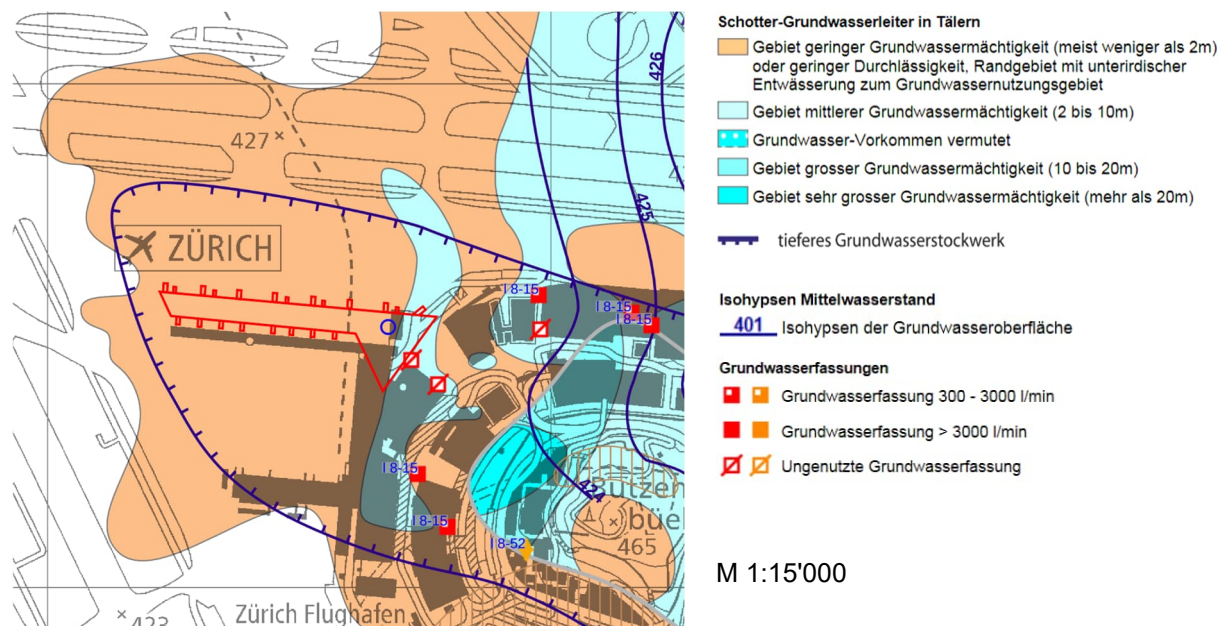 426
427
425
ZÜRICH
I 8-15
I 8-15
I 8-15
I 8-15
I 8-15
424
Butzen
büe
465
I 8-52
Zürich Flughafen
423
Schotter-Grundwasserleiter in Tälern
Gebiet geringer Grundwassermächtigkeit (meist weniger als 2m)
oder geringer Durchlässigkeit, Randgebiet mit unterirdischer
Entwässerung zum Grundwassernutzungsgebiet
Gebiet mittlerer Grundwassermächtigkeit (2 bis 10m)
Grundwasser-Vorkommen vermutet
Gebiet grosser Grundwassermächtigkeit (10 bis 20m)
Gebiet sehr grosser Grundwassermächtigkeit (mehr als 20m)
tieferes Grundwasserstockwerk
Isohypsen Mittelwasserstand
401 Isohypsen der Grundwasseroberfläche
Grundwasserfassungen
Grundwasserfassung 300 - 3000 l/min
Grundwasserfassung > 3000 l/min
Ungenutzte Grundwasserfassung
M 1:15'000